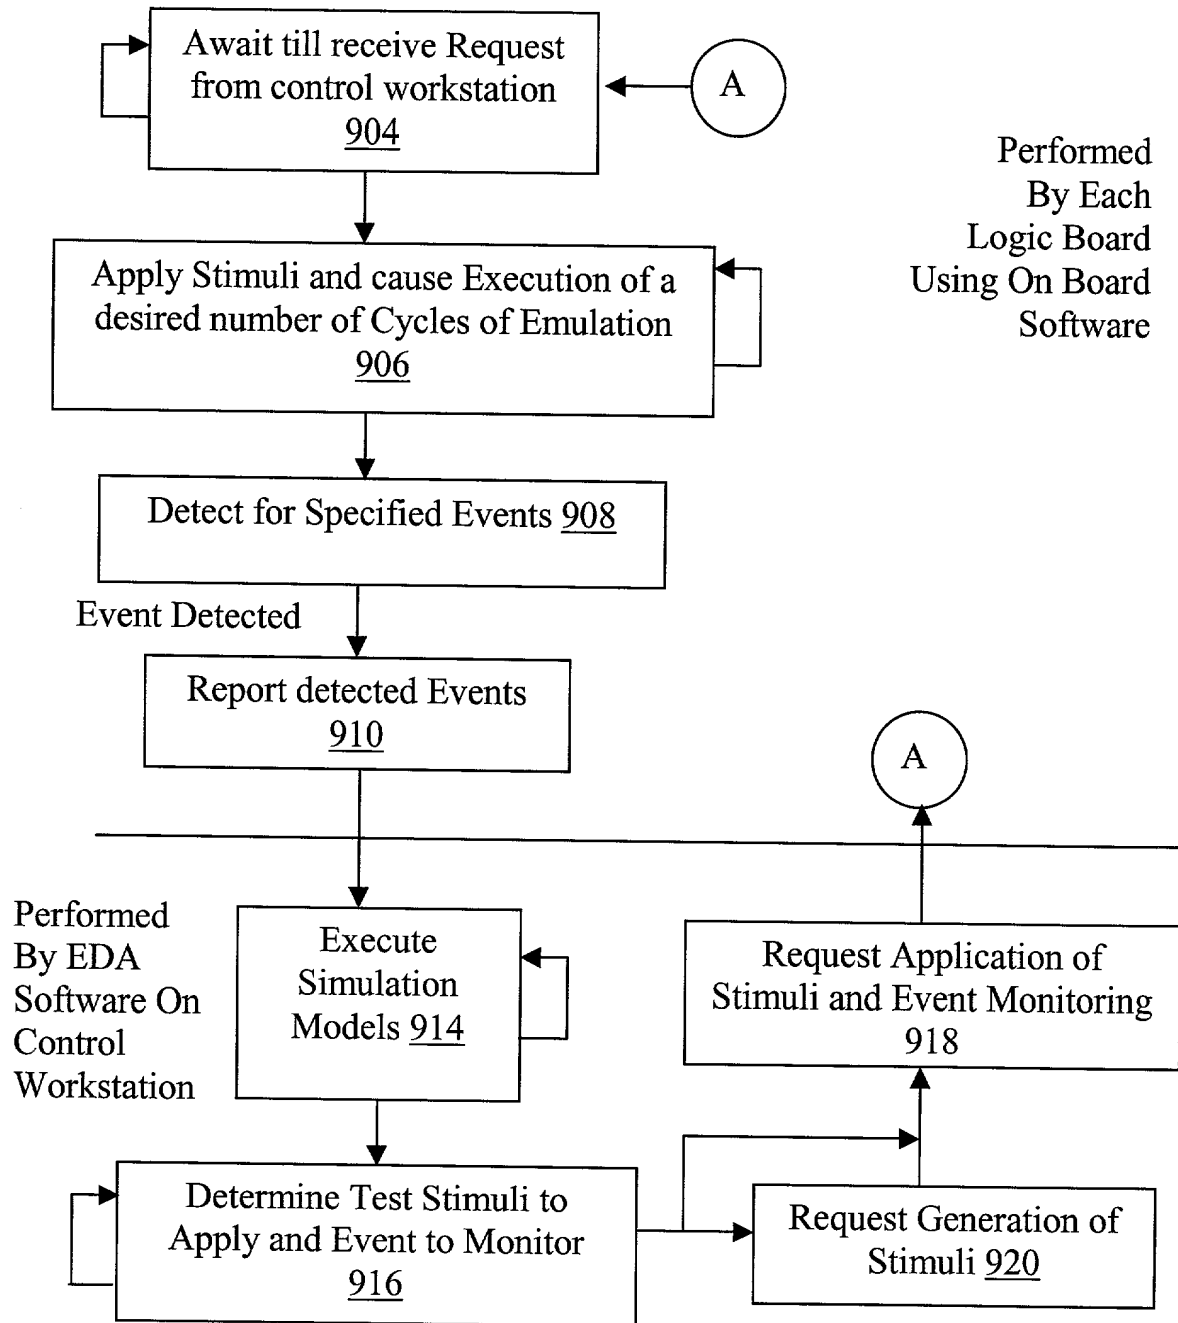 Await till receive Request
from control workstation
904
A
Performed
By Each
Logic Board
Using On Board
Software
Apply Stimuli and cause Execution of a
desired number of Cycles of Emulation
906
Detect for Specified Events 908
Event Detected
Report detected Events
910
A
Performed
By EDA
Software On
Control
Workstation
Execute
Simulation
Models 914
Request Application of
Stimuli and Event Monitoring
918
Determine Test Stimuli to
Apply and Event to Monitor
916
Request Generation of
Stimuli 920